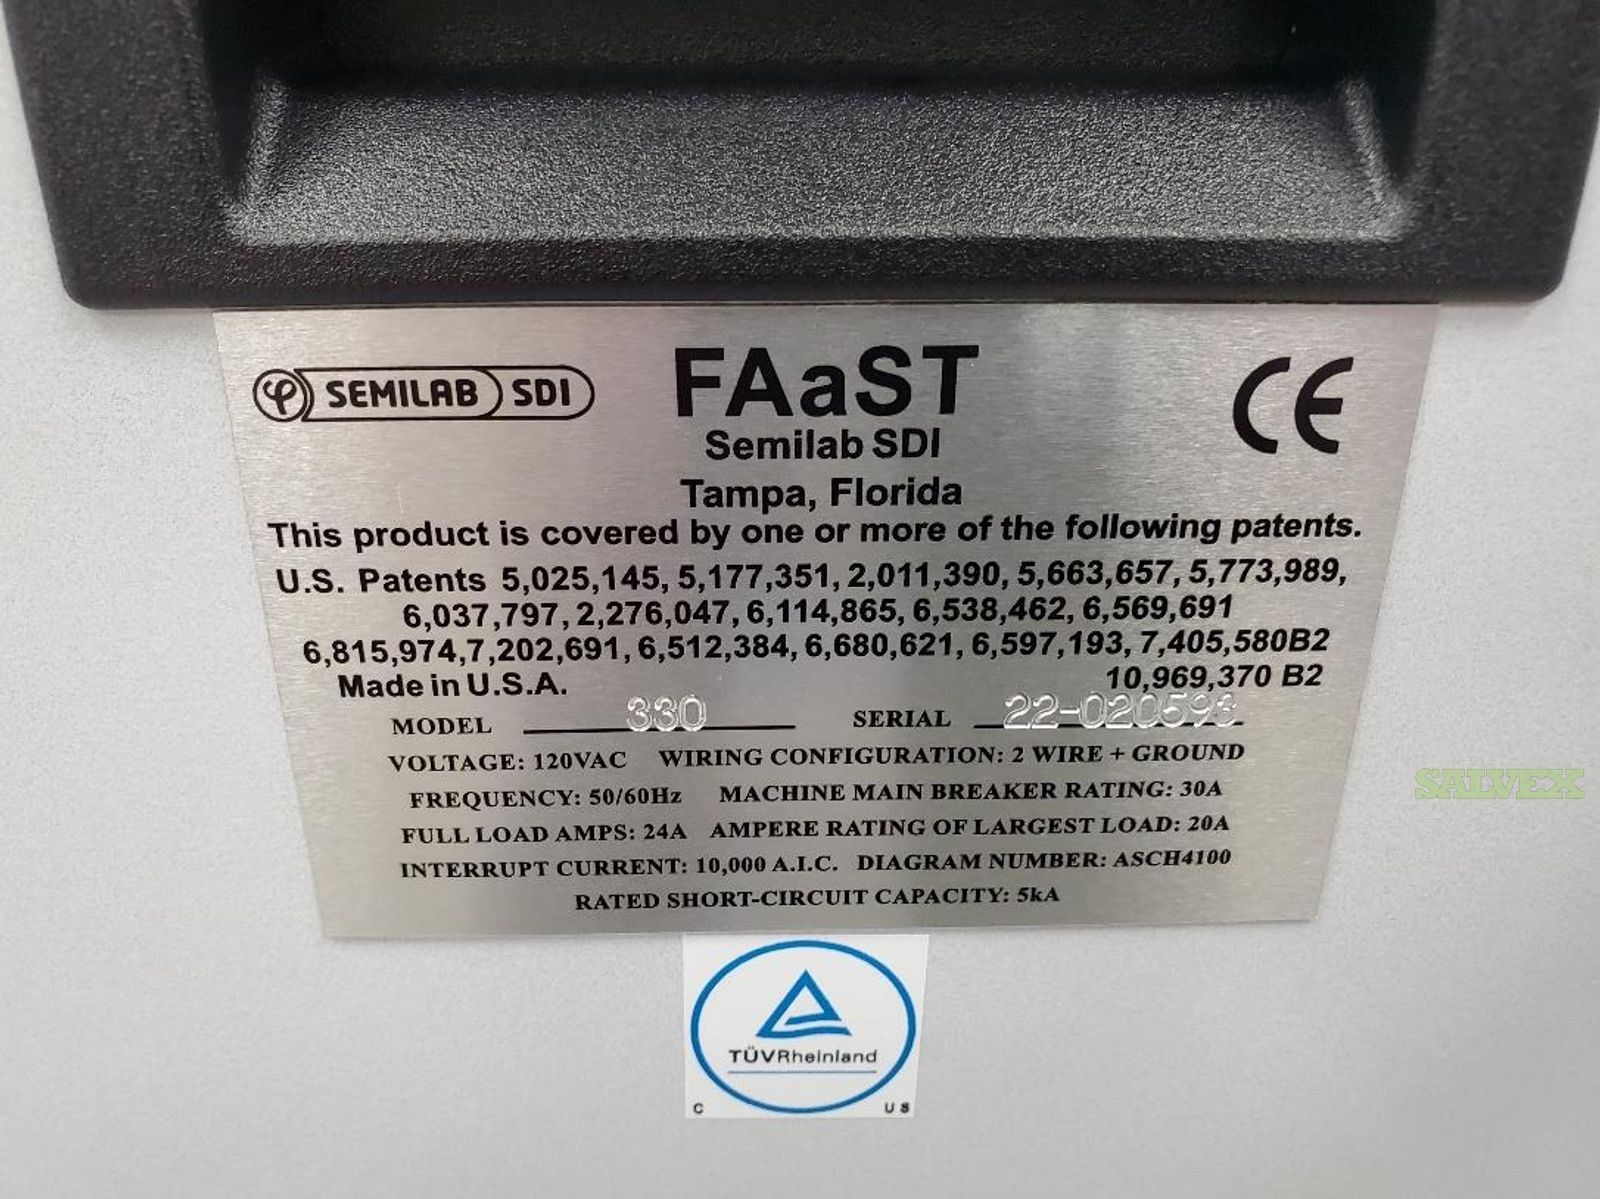 SEMILAB SDI
FAaST
CE
Semilab SDI
Tampa, Florida
This product is covered by one or more of the following patents.
U.S. Patents 5,025,145, 5,177,351, 2,011,390, 5,663,657, 5,773,989,
6,037,797, 2,276,047, 6,114,865, 6,538,462, 6,569,691
6,815,974, 7,202,691, 6,512,384, 6,680,621, 6,597,193, 7,405,580B2
Made in U.S.A. 10,969,370 B2
MODEL 330 SERIAL 22-020593
VOLTAGE: 120VAC WIRING CONFIGURATION: 2 WIRE + GROUND
FREQUENCY: 50/60Hz MACHINE MAIN BREAKER RATING: 30A
FULL LOAD AMPS: 24A AMPERE RATING OF LARGEST LOAD: 20A
INTERRUPT CURRENT: 10,000 A.I.C. DIAGRAM NUMBER: ASCH4100
RATED SHORT-CIRCUIT CAPACITY: 5kA
TÜVRheinland
C US
SALVEX